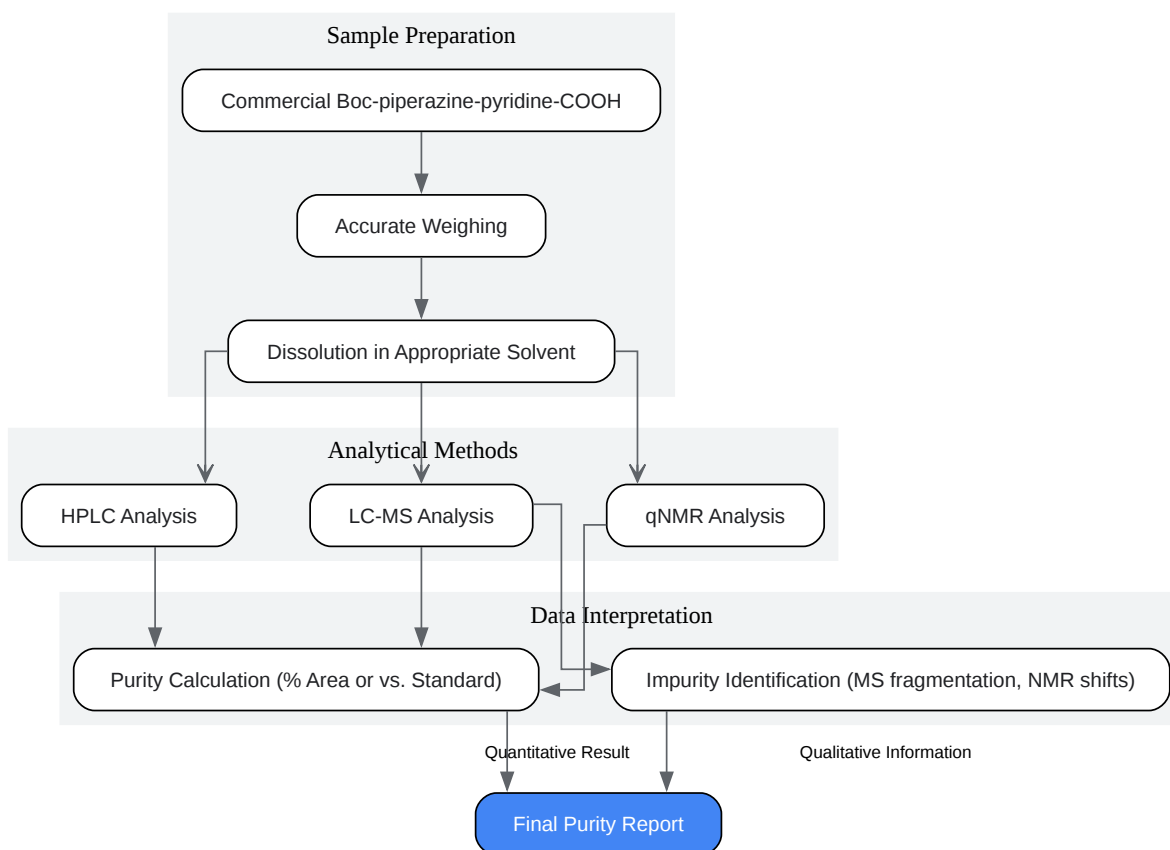 Sample Preparation
Commercial Boc-piperazine-pyridine-COOH
Accurate Weighing
Dissolution in Appropriate Solvent
Analytical Methods
HPLC Analysis
LC-MS Analysis
qNMR Analysis
Data Interpretation
Purity Calculation (% Area or vs. Standard)
Impurity Identification (MS fragmentation, NMR shifts)
Quantitative Result
Qualitative Information
Final Purity Report